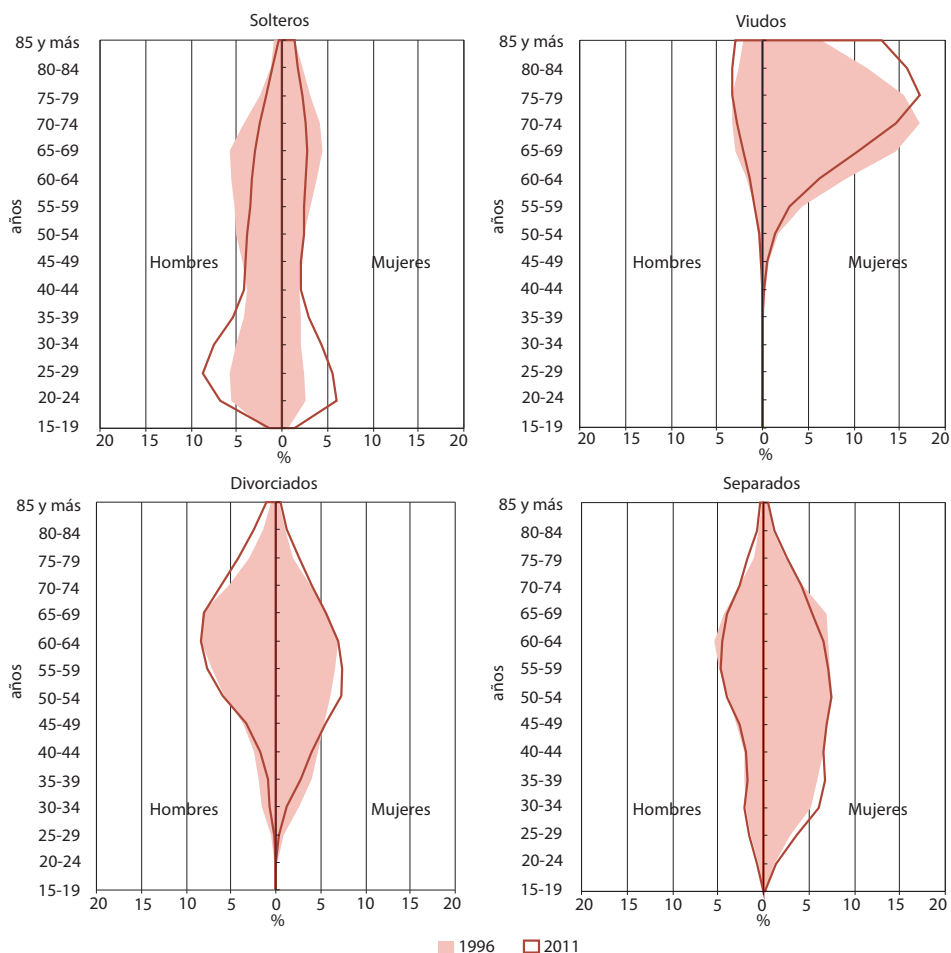 Solteros
85 y más
80-84
75-79
70-74
65-69
60-64
55-59
50-54
45-49
40-44
35-39
30-34
25-29
20-24
15-19
años
Hombres
Mujeres
20 15 10 5 0 5 10 15 20
%
Viudos
85 y más
80-84
75-79
70-74
65-69
60-64
55-59
50-54
45-49
40-44
35-39
30-34
25-29
20-24
15-19
años
Hombres
Mujeres
20 15 10 5 0 5 10 15 20
%
Divorciados
85 y más
80-84
75-79
70-74
65-69
60-64
55-59
50-54
45-49
40-44
35-39
30-34
25-29
20-24
15-19
años
Hombres
Mujeres
20 15 10 5 0 5 10 15 20
%
Separados
85 y más
80-84
75-79
70-74
65-69
60-64
55-59
50-54
45-49
40-44
35-39
30-34
25-29
20-24
15-19
años
Hombres
Mujeres
20 15 10 5 0 5 10 15 20
%
1996 2011